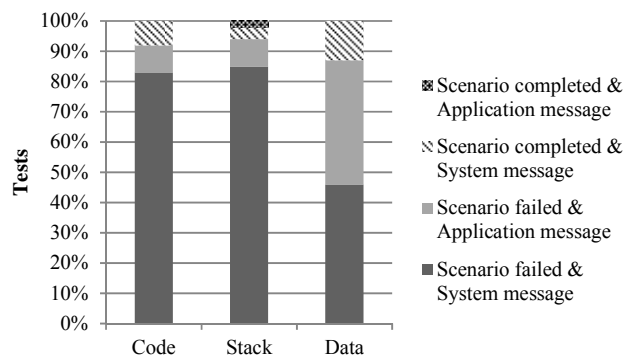 100%
90%
80%
70%
60%
50%
40%
30%
20%
10%
0%
Tests
Code Stack Data
Scenario completed &
Application message
Scenario completed &
System message
Scenario failed &
Application message
Scenario failed &
System message